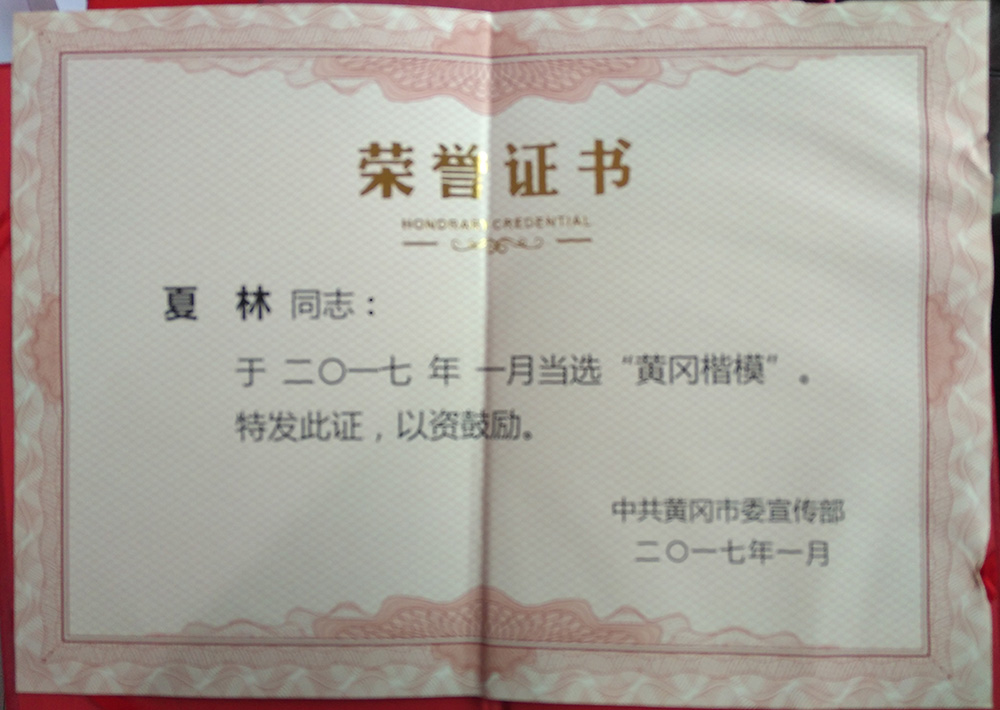 荣誉证书
HONDRARY CREDENTIAL
夏 林 同志：
于 二〇一七 年 一月当选 “黄冈楷模” 。
特发此证，以资鼓励。
中共黄冈市委宣传部
二〇一七年一月